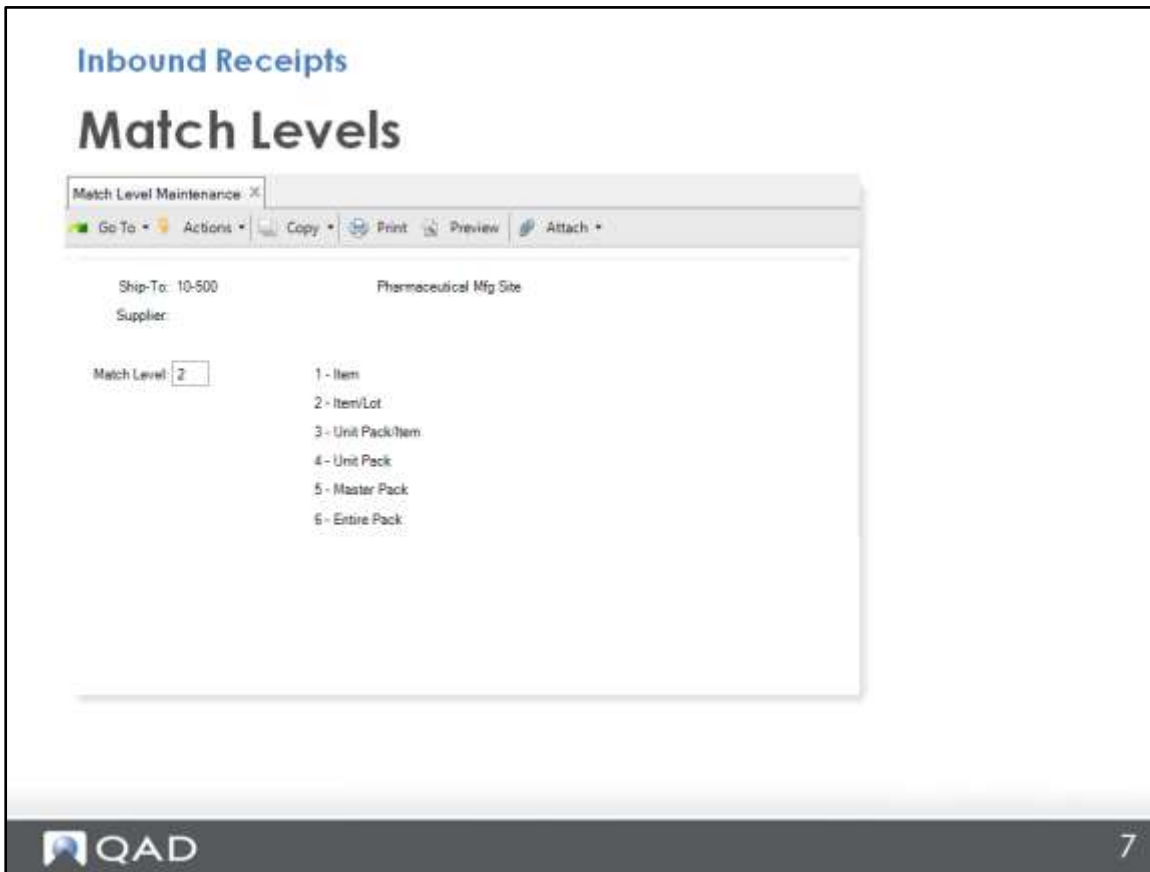 Inbound Receipts
Match Levels
Match Level Maintenance
Go To Actions Copy Print Preview Attach
Ship-To: 10-500 Pharmaceutical Mfg Site
Supplier:
Match Level: 2 1 - Item
2 - Item/Lot
3 - Unit Pack/Item
4 - Unit Pack
5 - Master Pack
6 - Entire Pack
QAD 7